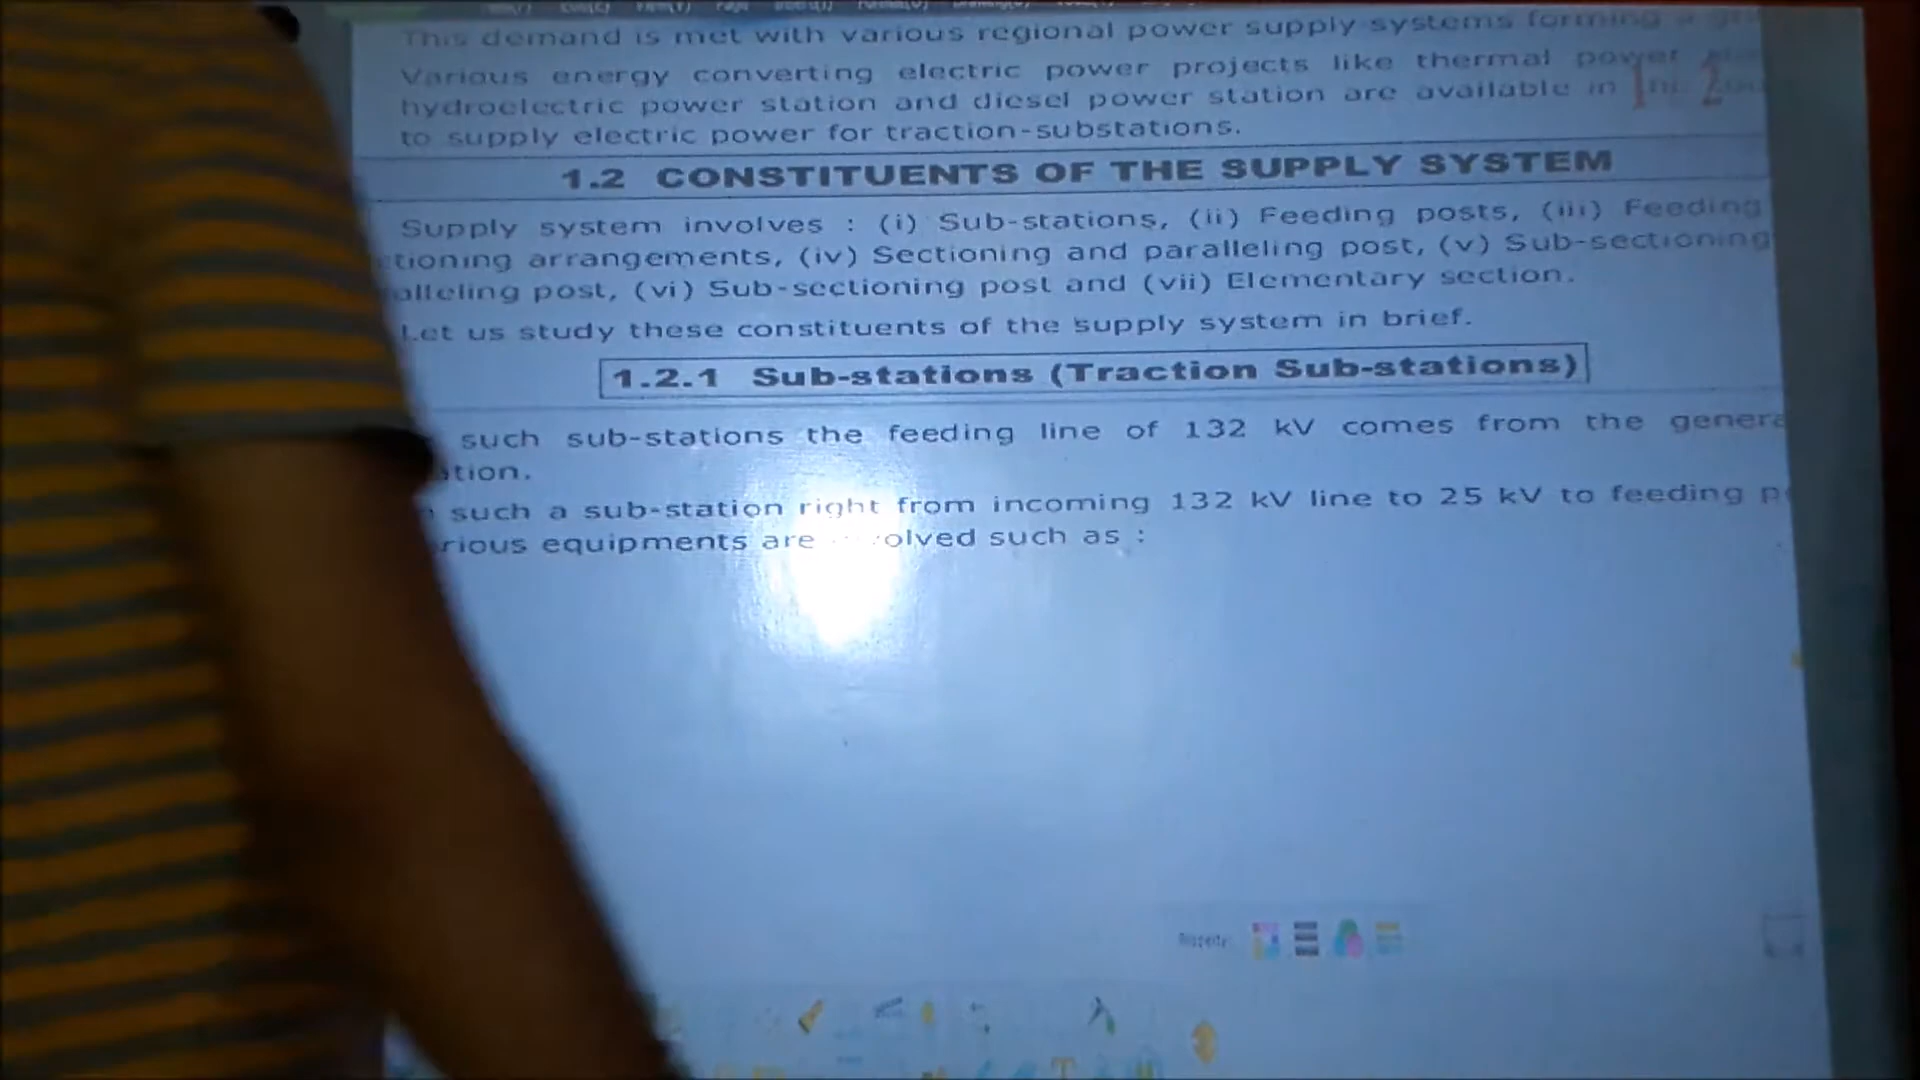 This demand is met with various regional power supply systems forming a
Various energy converting electric power projects like thermal power
hydroelectric power station and diesel power station are available in
to supply electric power for traction-substations.
1.2 CONSTITUENTS OF THE SUPPLY SYSTEM
Supply system involves : (i) Sub-stations, (ii) Feeding posts, (iii) Feeding
tioning arrangements, (iv) Sectioning and paralleling post, (v) Sub-sectioning
alleling post, (vi) Sub-sectioning post and (vii) Elementary section.
Let us study these constituents of the supply system in brief.
1.2.1 Sub-stations (Traction Sub-stations)
such sub-stations the feeding line of 132 kV comes from the genera
ation.
such a sub-station right from incoming 132 kV line to 25 kV to feeding p
rious equipments are olved such as :